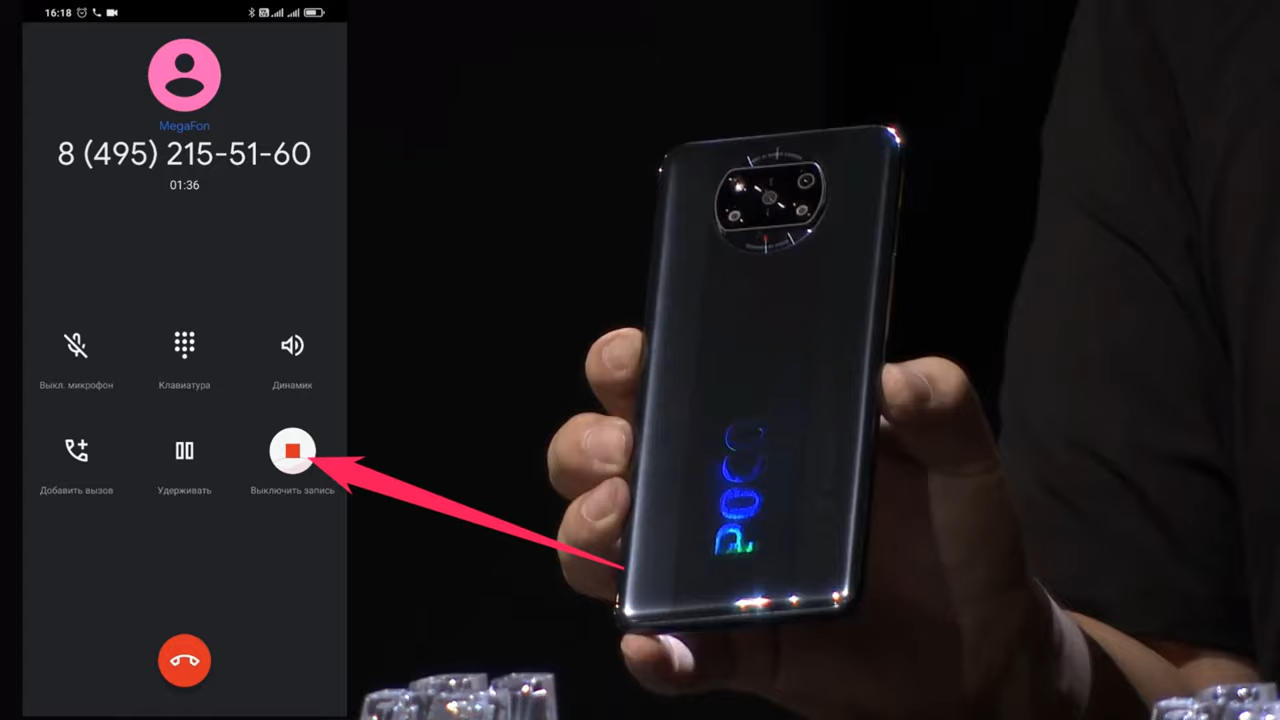 16:18
MegaFon
8 (495) 215-51-60
01:36
Выкл. микрофон
Клавиатура
Динамик
Добавить вызов
Удерживать
Выключить запись
POCO